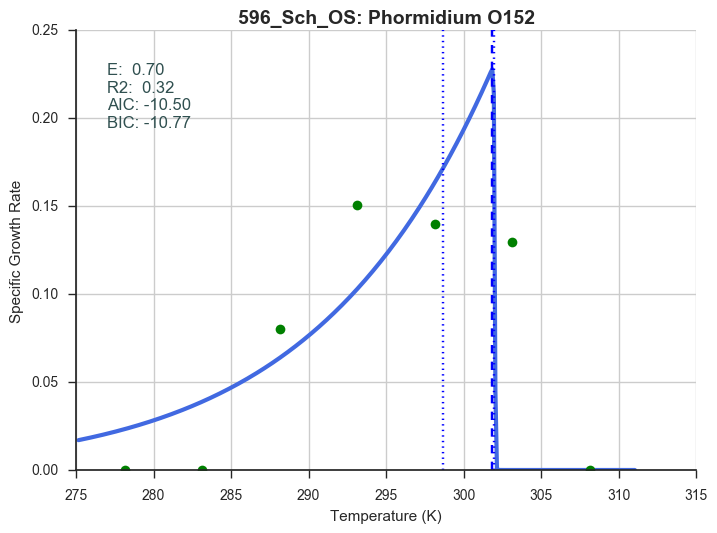 596_Sch_OS: Phormidium O152
E:  0.70
R2:  0.32
AIC: -10.50
BIC: -10.77
Specific Growth Rate
0.25
0.20
0.15
0.10
0.05
0.00
275 280 285 290 295 300 305 310 315
Temperature (K)